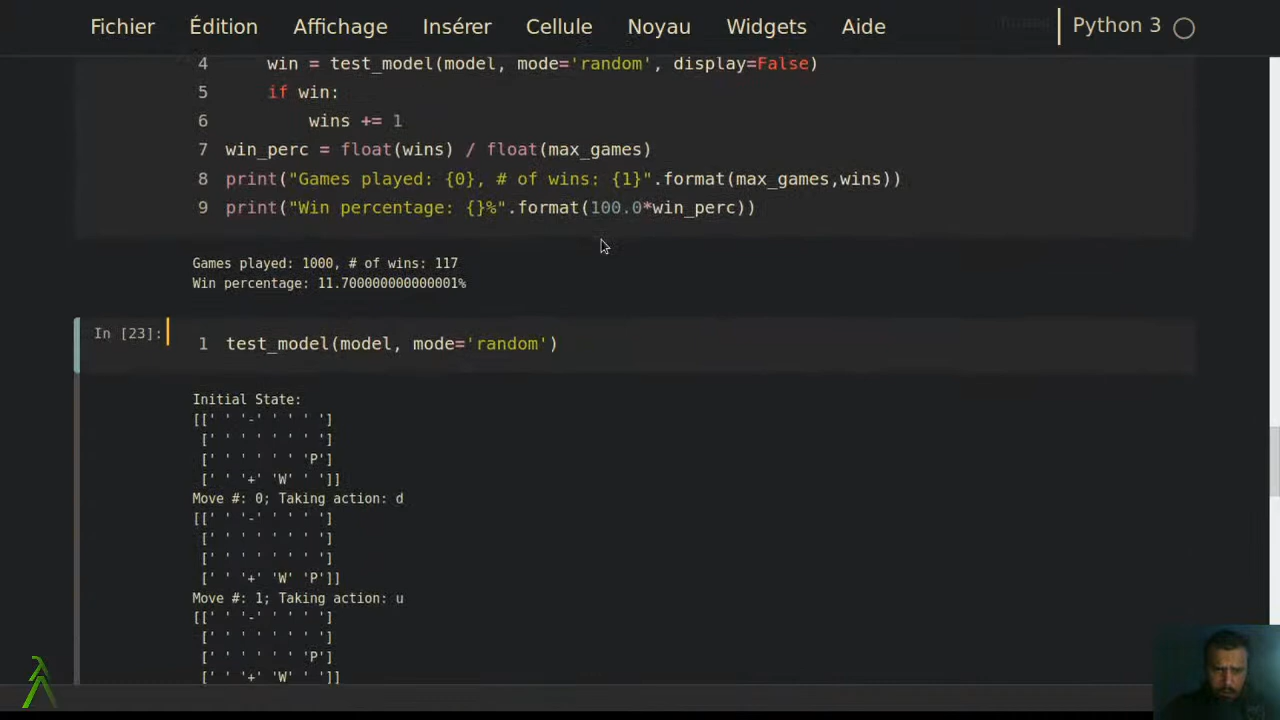 Fichier Édition Affichage Insérer Cellule Noyau Widgets Aide Python 3
4 win = test_model(model, mode='random', display=False)
5 if win:
6 wins += 1
7 win_perc = float(wins) / float(max_games)
8 print("Games played: {0}, # of wins: {1}".format(max_games,wins))
9 print("Win percentage: {}%".format(100.0*win_perc))
Games played: 1000, # of wins: 117
Win percentage: 11.700000000000001%
In [23]: 1 test_model(model, mode='random')
Initial State:
[[' ' '-' ' ' ' ']
[' ' ' ' ' ' ' ']
[' ' ' ' ' ' 'P']
[' ' '+' 'W' ' ']]
Move #: 0; Taking action: d
[[' ' '-' ' ' ' ']
[' ' ' ' ' ' ' ']
[' ' ' ' ' ' ' ']
[' ' '+' 'W' 'P']]
Move #: 1; Taking action: u
[[' ' '-' ' ' ' ']
[' ' ' ' ' ' ' ']
[' ' ' ' ' ' 'P']
[' ' '+' 'W' ' ']]